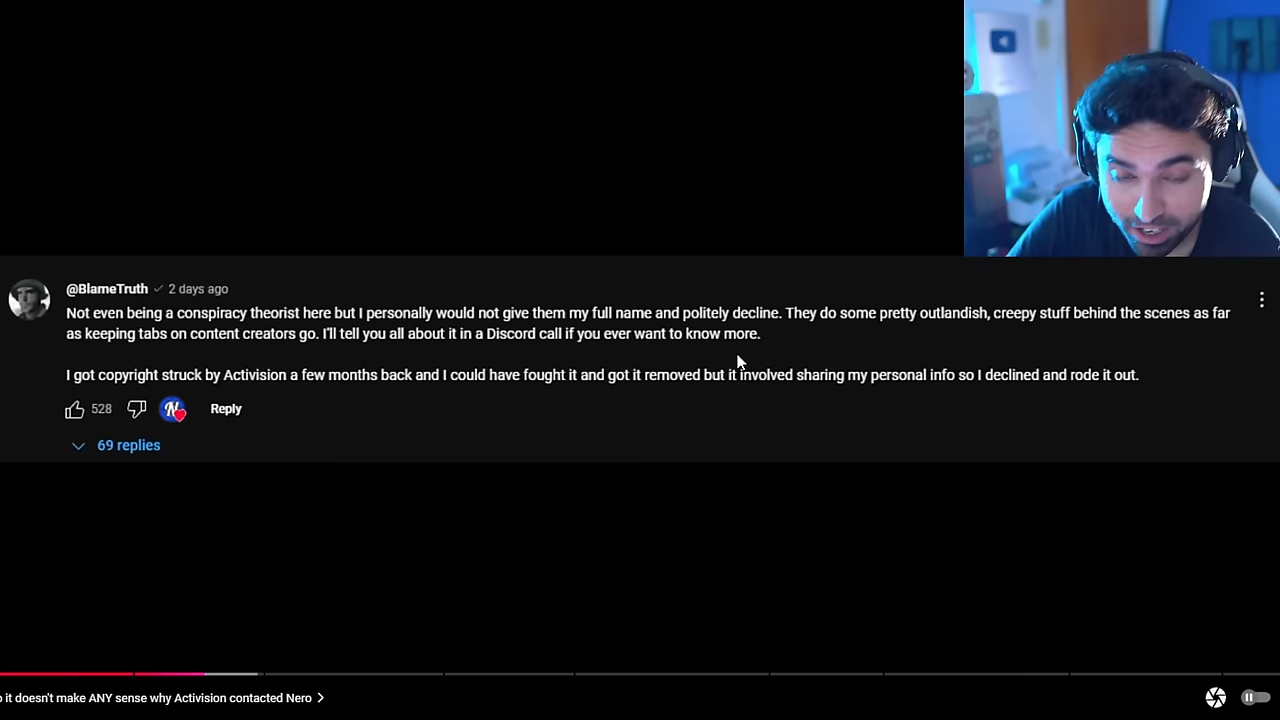 @BlameTruth 2 days ago
Not even being a conspiracy theorist here but I personally would not give them my full name and politely decline. They do some pretty outlandish, creepy stuff behind the scenes as far
as keeping tabs on content creators go. I'll tell you all about it in a Discord call if you ever want to know more.
I got copyright struck by Activision a few months back and I could have fought it and got it removed but it involved sharing my personal info so I declined and rode it out.
528 N Reply
69 replies
it doesn't make ANY sense why Activision contacted Nero